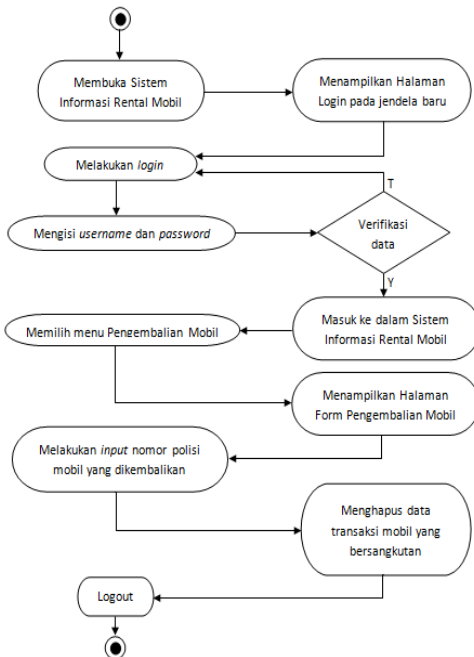 Membuka Sistem
Informasi Rental Mobil
Menampilkan Halaman
Login pada jendela baru
Melakukan login
T
Mengisi username dan password
Verifikasi
data
Y
Masuk ke dalam Sistem
Informasi Rental Mobil
Memilih menu Pengembalian Mobil
Menampilkan Halaman
Form Pengembalian Mobil
Melakukan input nomor polisi
mobil yang dikembalikan
Menghapus data
transaksi mobil yang
bersangkutan
Logout